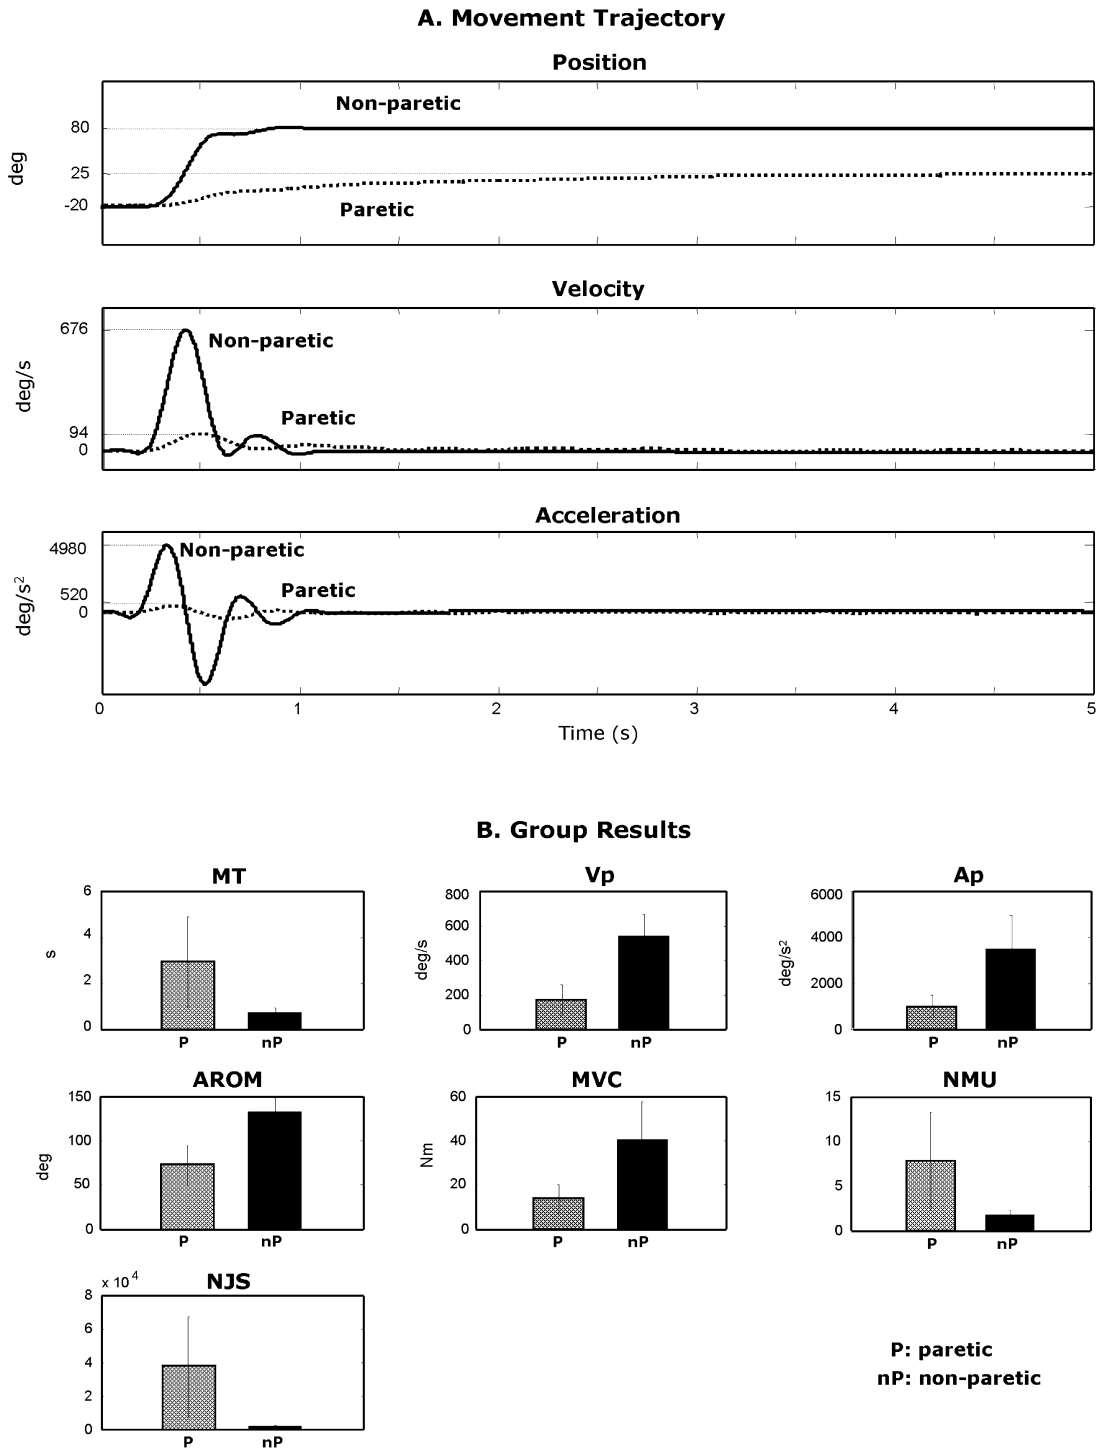 A. Movement Trajectory
Position
Non-paretic
80
deg
25
-20
Paretic
Velocity
676
Non-paretic
deg/s
Paretic
94
0
Acceleration
4980
Non-paretic
deg/s²
520
Paretic
0
0 1 2 3 4 5
Time (s)
B. Group Results
MT
6
4
s
2
0
P nP
Vp
800
600
deg/s
400
200
0
P nP
Ap
6000
4000
deg/s²
2000
0
P nP
AROM
150
100
deg
50
0
P nP
MVC
60
40
Nm
20
0
P nP
NMU
15
10
5
0
P nP
x 10⁴
NJS
8
6
4
2
0
P nP
P: paretic
nP: non-paretic